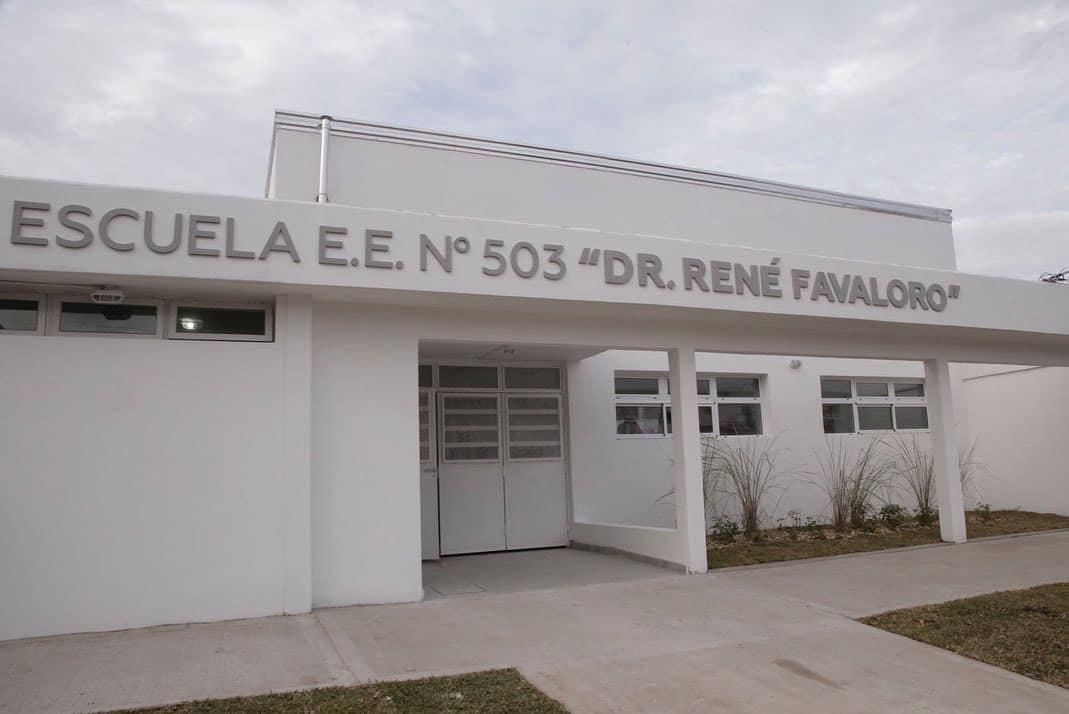 ESCUELA E.E. Nº 503 “DR. RENÉ FAVALORO”